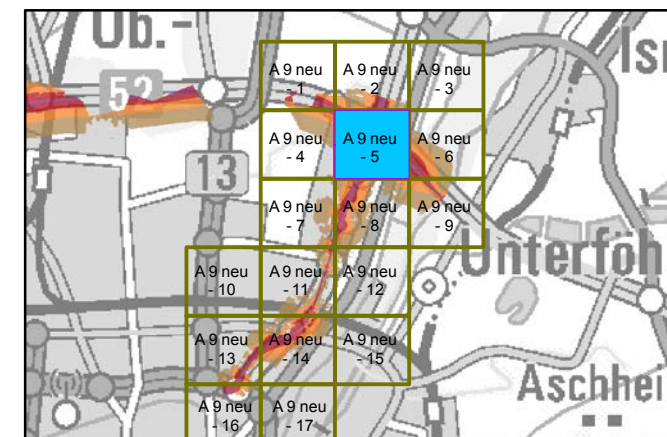 Ob.-
Is
52
A 9 neu
- 1
A 9 neu
- 2
A 9 neu
- 3
A 9 neu
- 4
A 9 neu
- 5
A 9 neu
- 6
13
A 9 neu
- 7
A 9 neu
- 8
A 9 neu
- 9
Unterföh
A 9 neu
- 10
A 9 neu
- 11
A 9 neu
- 12
A 9 neu
- 13
A 9 neu
- 14
A 9 neu
- 15
Aschhei
A 9 neu
- 16
A 9 neu
- 17